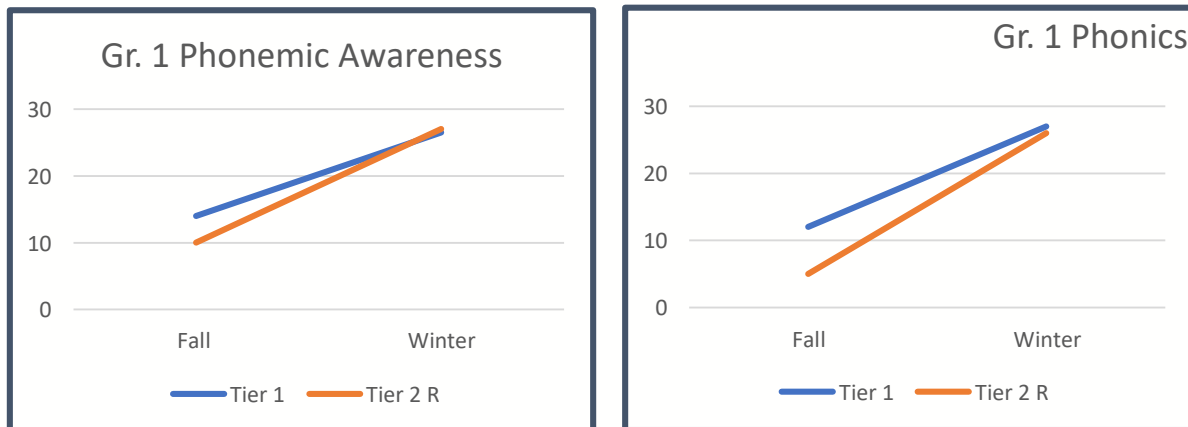 Gr. 1 Phonemic Awareness
30
20
10
0
Fall Winter
Tier 1 Tier 2 R
Gr. 1 Phonics
30
20
10
0
Fall Winter
Tier 1 Tier 2 R